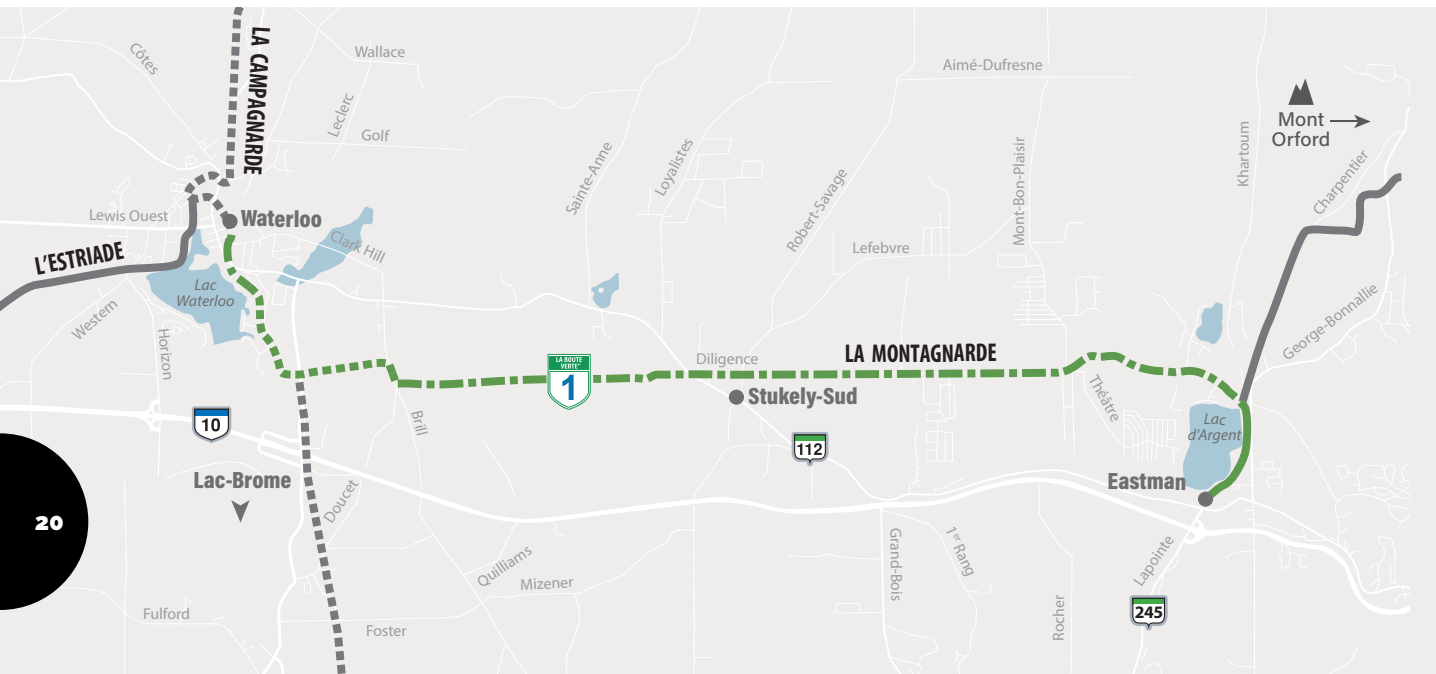 LA CAMPAGNARDE
Côtes
Wallace
Leclerc
Golf
Aimé-Dufresne
Mont
Orford
Khartoum
Charpentier
Sainte-Anne
Loyalistes
Robert-Savage
Mont-Bon-Plaisir
Lewis Ouest
Waterloo
Clark Hill
Lefebvre
L'ESTRIADE
Lac
Waterloo
Western
Horizon
George-Bonnallie
LA ROUTE
VERTE
1
Diligence
LA MONTAGNARDE
Stukely-Sud
Théâtre
Brill
Lac
d'Argent
10
112
Lac-Brome
Eastman
Doucet
20
Quilliams
Mizener
Grand-Bois
1er Rang
Lapointe
Rocher
245
Fulford
Foster